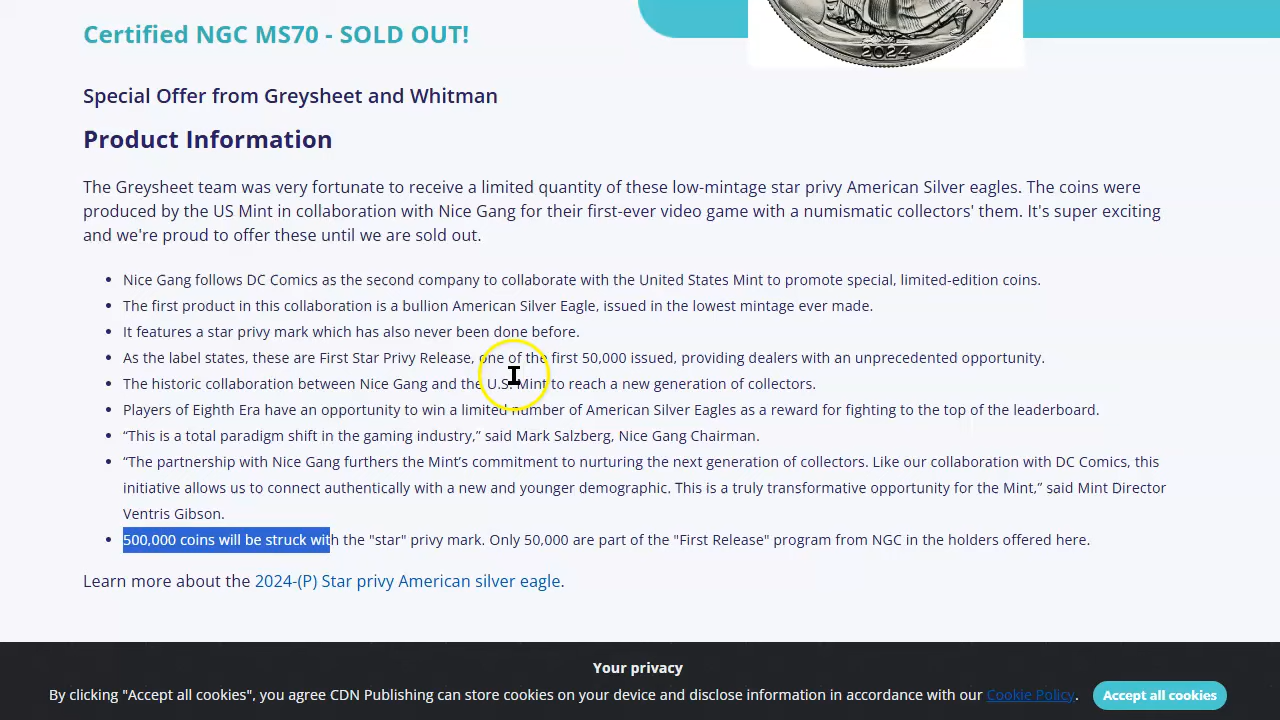 Certified NGC MS70 - SOLD OUT!
2024
Special Offer from Greysheet and Whitman
Product Information
The Greysheet team was very fortunate to receive a limited quantity of these low-mintage star privy American Silver eagles. The coins were
produced by the US Mint in collaboration with Nice Gang for their first-ever video game with a numismatic collectors' them. It's super exciting
and we're proud to offer these until we are sold out.
• Nice Gang follows DC Comics as the second company to collaborate with the United States Mint to promote special, limited-edition coins.
• The first product in this collaboration is a bullion American Silver Eagle, issued in the lowest mintage ever made.
• It features a star privy mark which has also never been done before.
• As the label states, these are First Star Privy Release, one of the first 50,000 issued, providing dealers with an unprecedented opportunity.
• The historic collaboration between Nice Gang and the U.S. Mint to reach a new generation of collectors.
• Players of Eighth Era have an opportunity to win a limited number of American Silver Eagles as a reward for fighting to the top of the leaderboard.
• “This is a total paradigm shift in the gaming industry,” said Mark Salzberg, Nice Gang Chairman.
• “The partnership with Nice Gang furthers the Mint’s commitment to nurturing the next generation of collectors. Like our collaboration with DC Comics, this
initiative allows us to connect authentically with a new and younger demographic. This is a truly transformative opportunity for the Mint,” said Mint Director
Ventris Gibson.
• 500,000 coins will be struck with the "star" privy mark. Only 50,000 are part of the "First Release" program from NGC in the holders offered here.
Learn more about the 2024-(P) Star privy American silver eagle.
Your privacy
By clicking "Accept all cookies", you agree CDN Publishing can store cookies on your device and disclose information in accordance with our Cookie Policy.
Accept all cookies